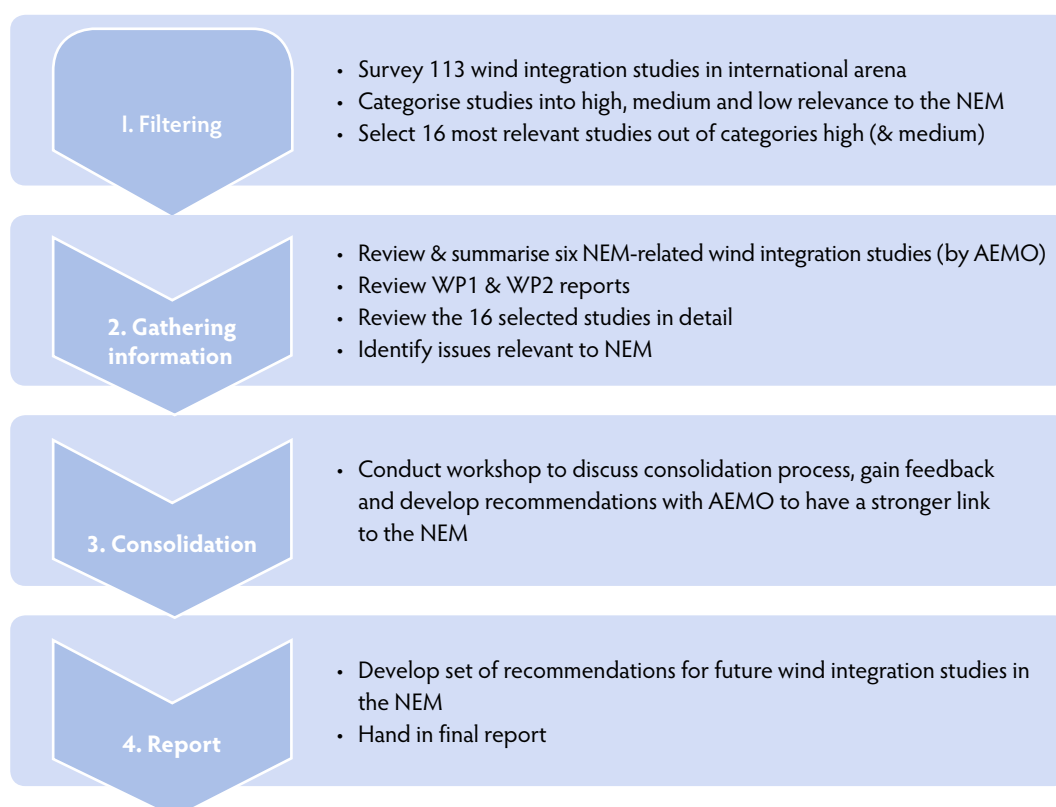 1. Filtering
• Survey 113 wind integration studies in international arena
• Categorise studies into high, medium and low relevance to the NEM
• Select 16 most relevant studies out of categories high (& medium)
2. Gathering
information
• Review & summarise six NEM-related wind integration studies (by AEMO)
• Review WP1 & WP2 reports
• Review the 16 selected studies in detail
• Identify issues relevant to NEM
3. Consolidation
• Conduct workshop to discuss consolidation process, gain feedback
and develop recommendations with AEMO to have a stronger link
to the NEM
4. Report
• Develop set of recommendations for future wind integration studies in
the NEM
• Hand in final report